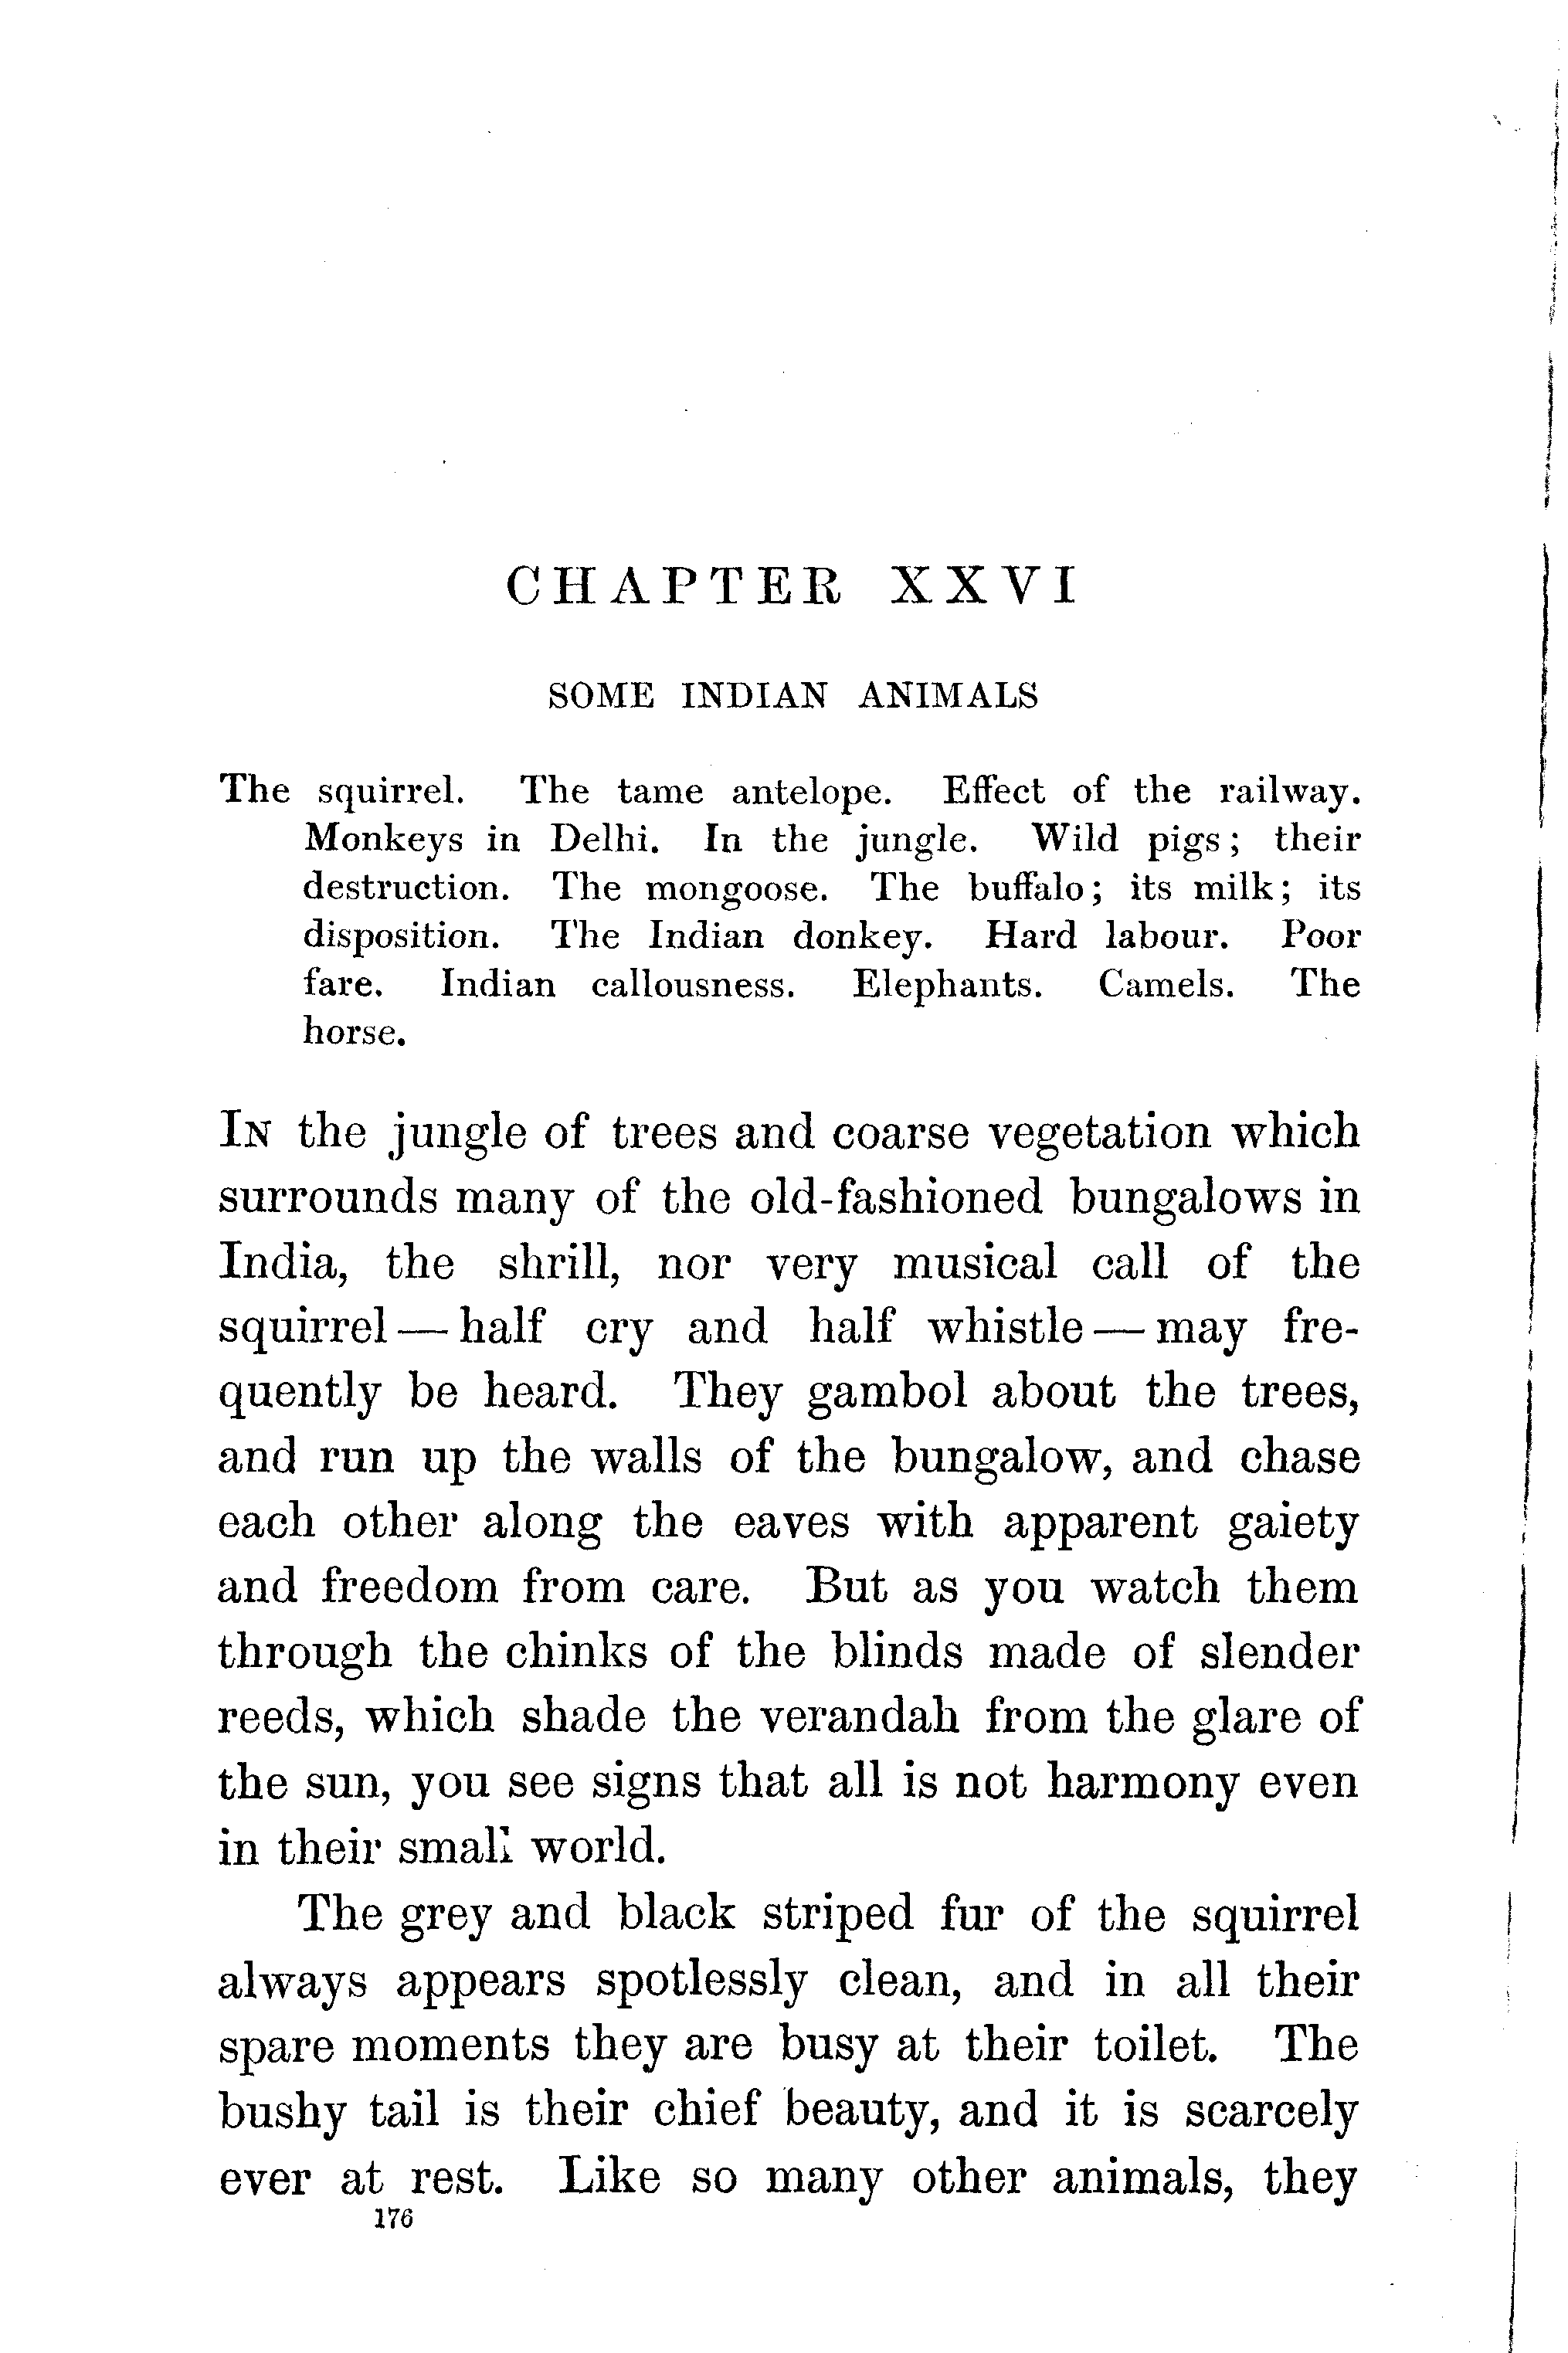 CHAPTER XXVI
SOME INDIAN ANIMALS
The squirrel. The tame antelope. Effect of the railway.
Monkeys in Delhi. In the jungle. Wild pigs; their
destruction. The mongoose. The buffalo; its milk; its
disposition. The Indian donkey. Hard labour. Poor
fare. Indian callousness. Elephants. Camels. The
horse.
IN the jungle of trees and coarse vegetation which
surrounds many of the old-fashioned bungalows in
India, the shrill, nor very musical call of the
squirrel — half cry and half whistle — may fre-
quently be heard. They gambol about the trees,
and run up the walls of the bungalow, and chase
each other along the eaves with apparent gaiety
and freedom from care. But as you watch them
through the chinks of the blinds made of slender
reeds, which shade the verandah from the glare of
the sun, you see signs that all is not harmony even
in their small world.
The grey and black striped fur of the squirrel
always appears spotlessly clean, and in all their
spare moments they are busy at their toilet. The
bushy tail is their chief beauty, and it is scarcely
ever at rest. Like so many other animals, they
176